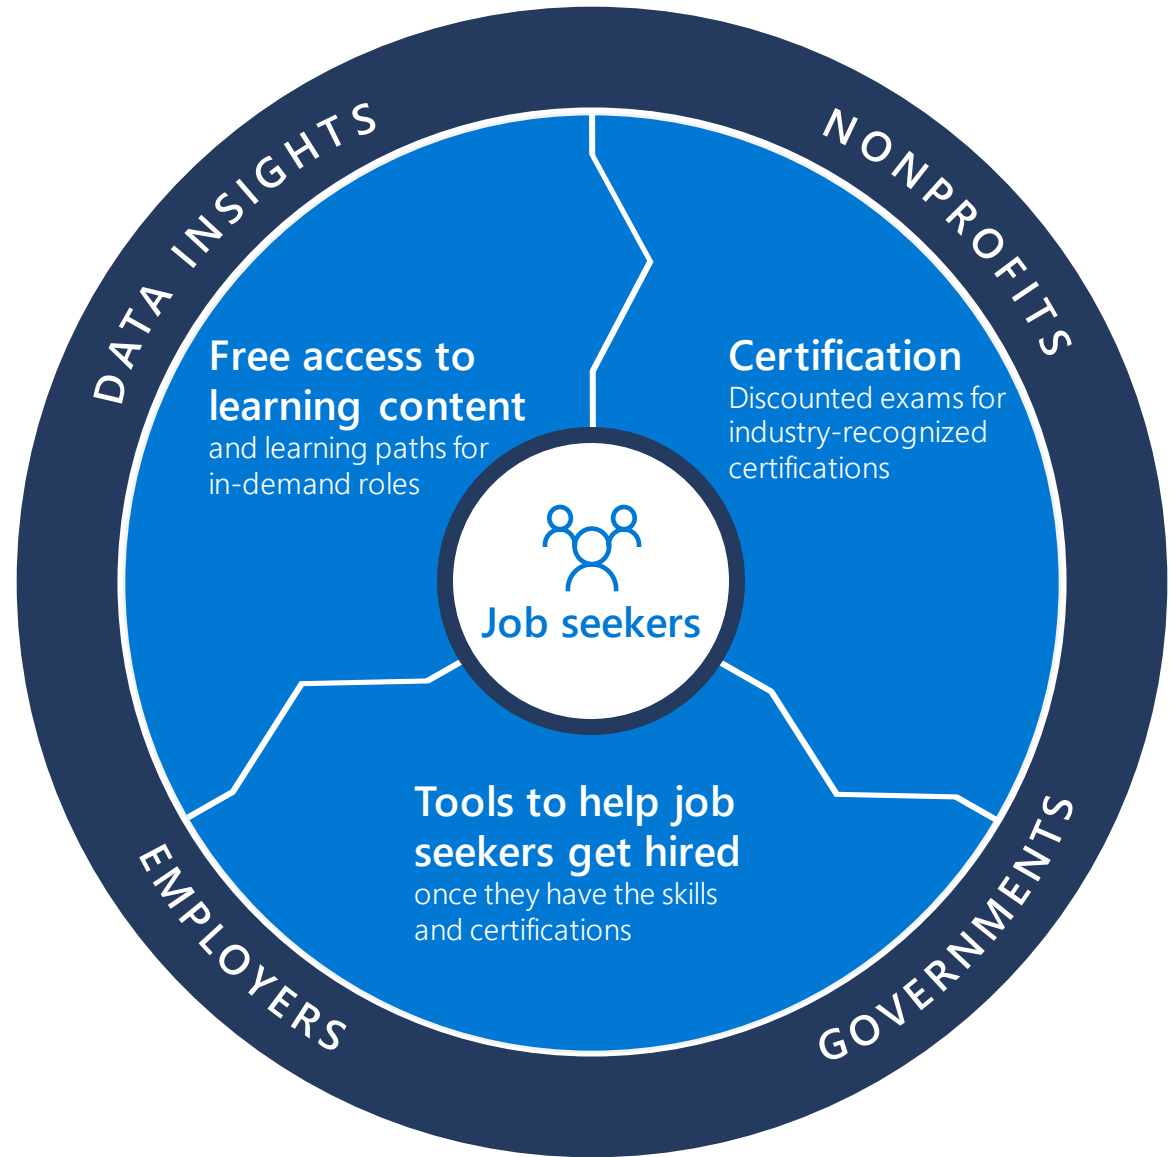 DATA INSIGHTS
NONPROFITS
Free access to
learning content
and learning paths for
in-demand roles
Certification
Discounted exams for
industry-recognized
certifications
Job seekers
Tools to help job
seekers get hired
once they have the skills
and certifications
EMPLOYERS
GOVERNMENTS